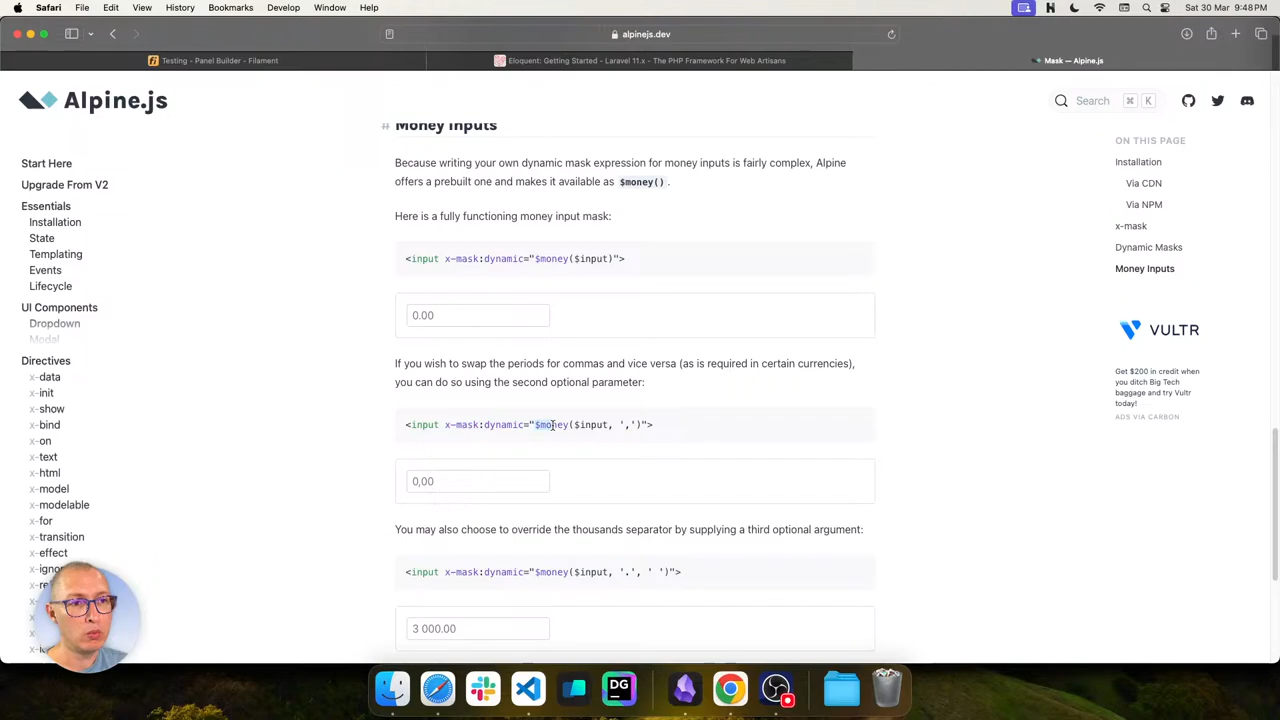 Safari File Edit View History Bookmarks Develop Window Help
Sat 30 Mar 9:48 PM
alpinejs.dev
Testing - Panel Builder - Filament
Eloquent: Getting Started - Laravel 11.x - The PHP Framework For Web Artisans
Mask — Alpine.js
Alpine.js
Search ⌘ K
Start Here
Upgrade From V2
Essentials
Installation
State
Templating
Events
Lifecycle
UI Components
Dropdown
Modal
Directives
x-data
x-init
x-show
x-bind
x-on
x-text
x-html
x-model
x-modelable
x-for
x-transition
x-effect
# Money Inputs
Because writing your own dynamic mask expression for money inputs is fairly complex, Alpine
offers a prebuilt one and makes it available as $money() .
Here is a fully functioning money input mask:
<input x-mask:dynamic="$money($input)">
0.00
If you wish to swap the periods for commas and vice versa (as is required in certain currencies),
you can do so using the second optional parameter:
<input x-mask:dynamic="$money($input, ',')">
0,00
You may also choose to override the thousands separator by supplying a third optional argument:
<input x-mask:dynamic="$money($input, '.', ' ')">
3 000.00
ON THIS PAGE
Installation
Via CDN
Via NPM
x-mask
Dynamic Masks
Money Inputs
VULTR
Get $200 in credit when
you ditch Big Tech
baggage and try Vultr
today!
ADS VIA CARBON
DG